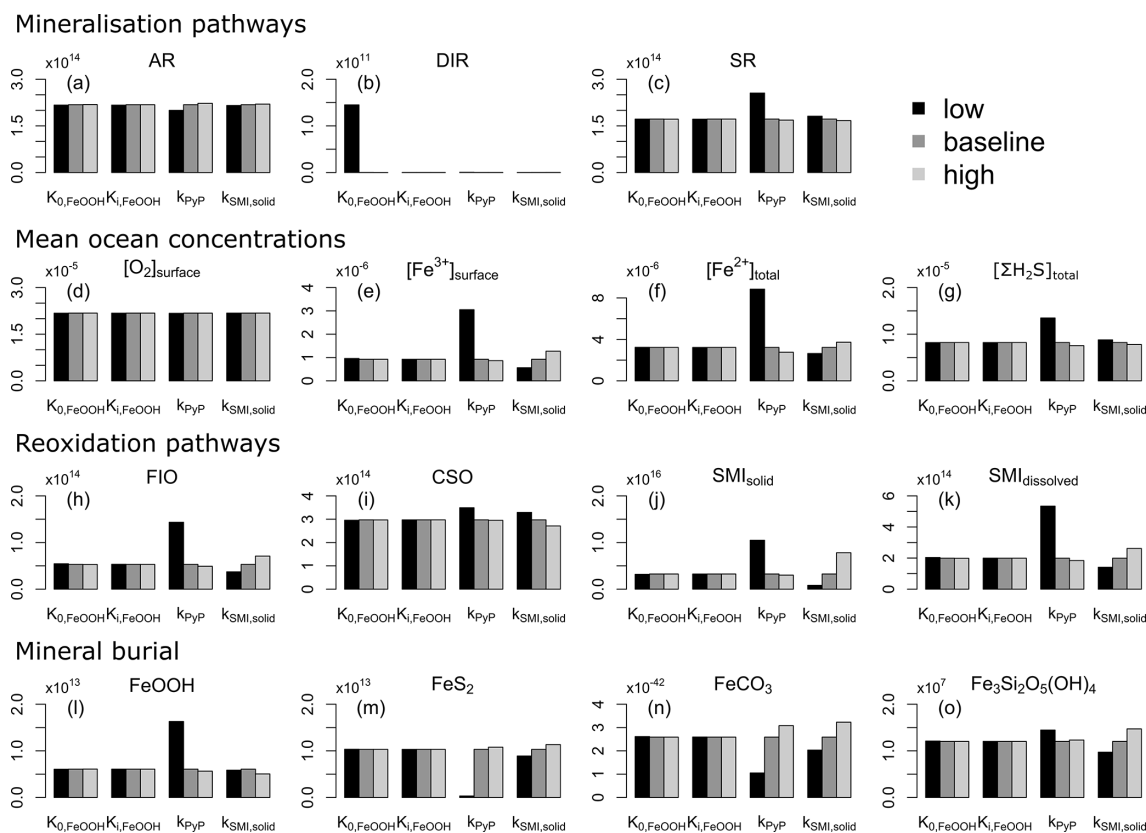 Mineralisation pathways
x10^14 AR x10^11 DIR x10^14 SR
(a) (b) (c)
0.0 1.5 3.0
0.0 1.0 2.0
0.0 1.5 3.0
low
baseline
high
K0,FeOOH Ki,FeOOH kPyP kSMI,solid
K0,FeOOH Ki,FeOOH kPyP kSMI,solid
K0,FeOOH Ki,FeOOH kPyP kSMI,solid
Mean ocean concentrations
x10^-5 [O2]surface x10^-6 [Fe3+]surface x10^-6 [Fe2+]total x10^-5 [ΣH2S]total
(d) (e) (f) (g)
0.0 1.5 3.0
0 1 2 3 4
0 4 8
0.0 1.0 2.0
K0,FeOOH Ki,FeOOH kPyP kSMI,solid
K0,FeOOH Ki,FeOOH kPyP kSMI,solid
K0,FeOOH Ki,FeOOH kPyP kSMI,solid
K0,FeOOH Ki,FeOOH kPyP kSMI,solid
Reoxidation pathways
x10^14 FIO x10^14 CSO x10^16 SMIsolid x10^14 SMIdissolved
(h) (i) (j) (k)
0.0 1.0 2.0
0 1 2 3 4
0.0 1.0 2.0
0 2 4 6
K0,FeOOH Ki,FeOOH kPyP kSMI,solid
K0,FeOOH Ki,FeOOH kPyP kSMI,solid
K0,FeOOH Ki,FeOOH kPyP kSMI,solid
K0,FeOOH Ki,FeOOH kPyP kSMI,solid
Mineral burial
x10^13 FeOOH x10^13 FeS2 x10^-42 FeCO3 x10^7 Fe3Si2O5(OH)4
(l) (m) (n) (o)
0.0 1.0 2.0
0.0 1.0 2.0
0 1 2 3 4
0.0 1.0 2.0
K0,FeOOH Ki,FeOOH kPyP kSMI,solid
K0,FeOOH Ki,FeOOH kPyP kSMI,solid
K0,FeOOH Ki,FeOOH kPyP kSMI,solid
K0,FeOOH Ki,FeOOH kPyP kSMI,solid